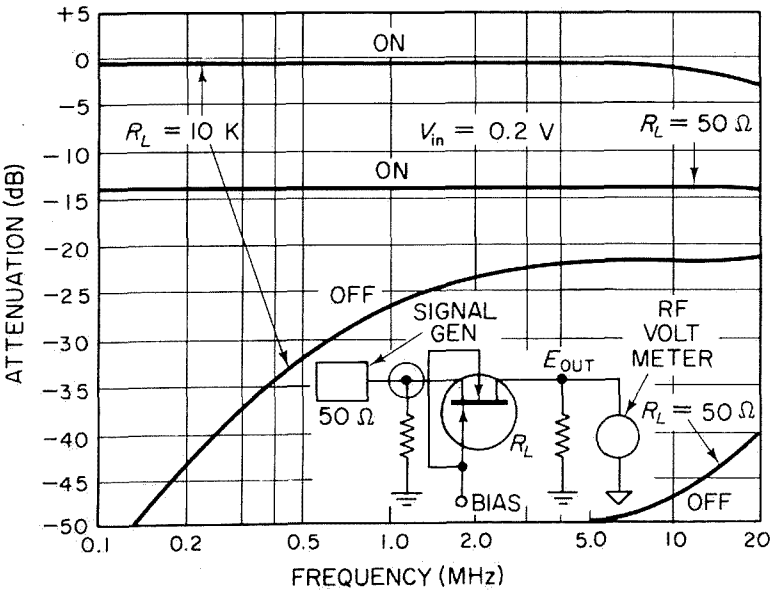 +5
0
−5
−10
−15
−20
−25
−30
−35
−40
−45
−50
ATTENUATION (dB)
ON
R_L = 10 K
V_in = 0.2 V
R_L = 50 Ω
ON
OFF
SIGNAL
GEN
50 Ω
E_OUT
RF
VOLT
METER
R_L
R_L = 50 Ω
BIAS
OFF
0.1
0.2
0.5
1.0
2.0
5.0
10
20
FREQUENCY (MHz)